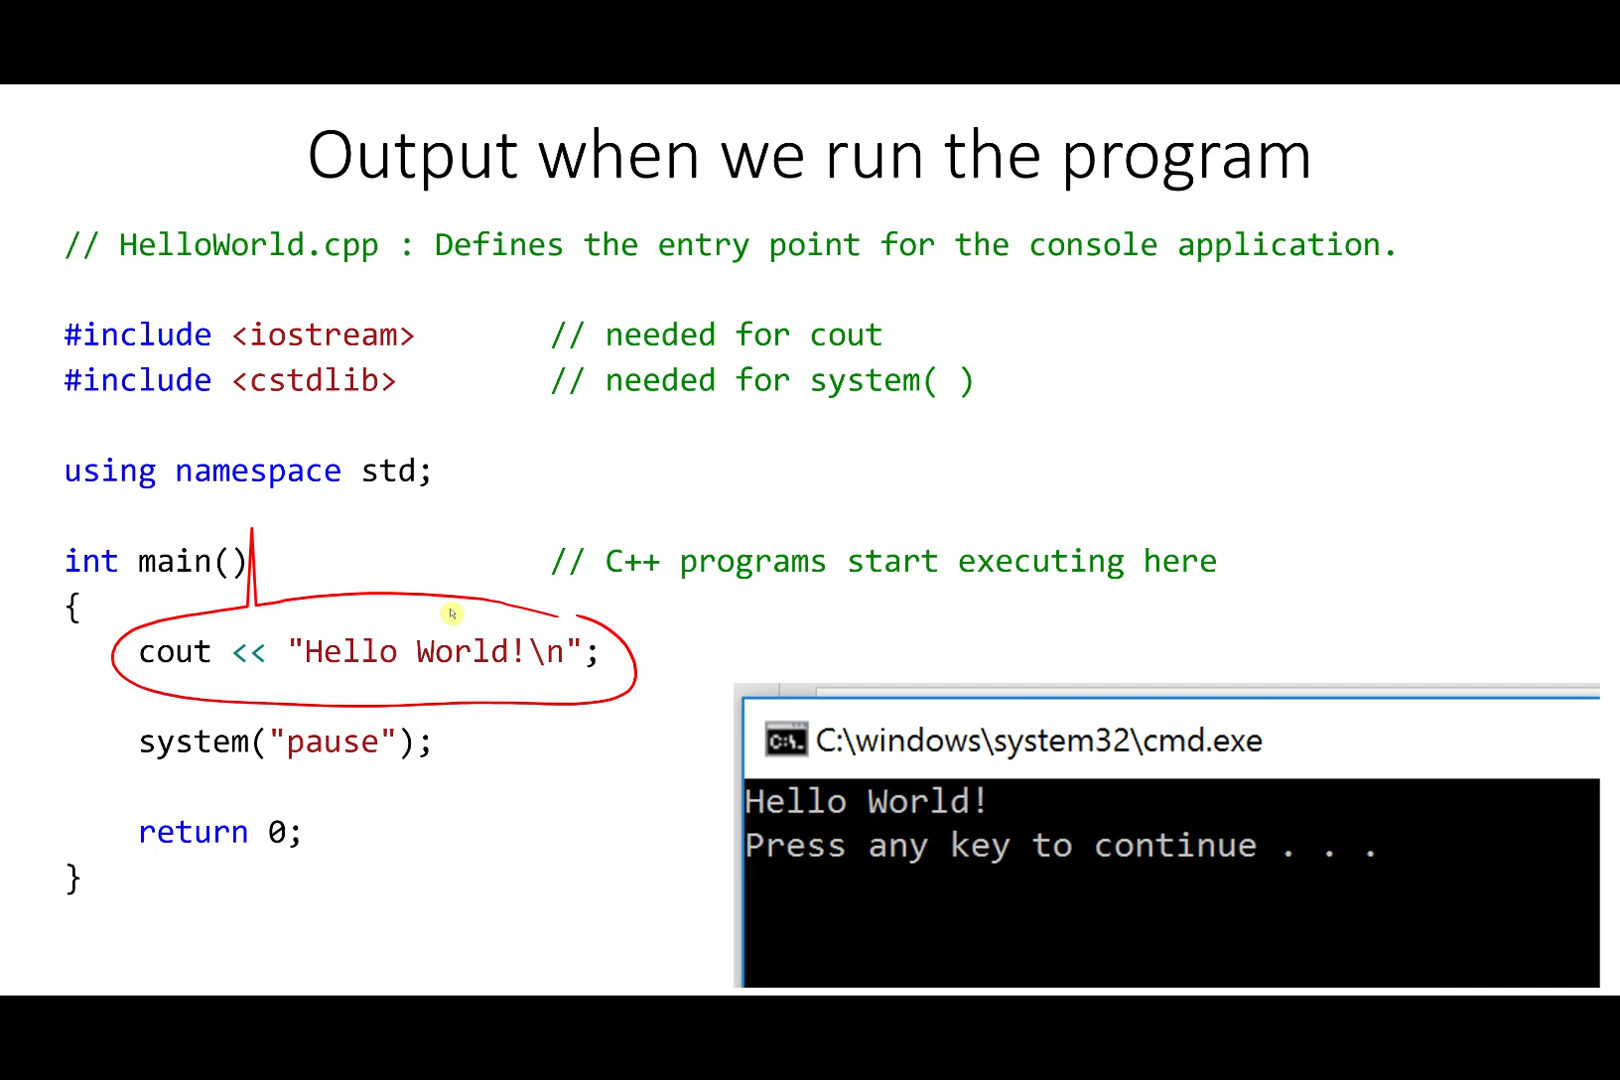 Output when we run the program
// HelloWorld.cpp : Defines the entry point for the console application.
#include <iostream> // needed for cout
#include <cstdlib> // needed for system( )
using namespace std;
int main() // C++ programs start executing here
{
cout << "Hello World!\n";
system("pause");
return 0;
}
C:\windows\system32\cmd.exe
Hello World!
Press any key to continue . . .